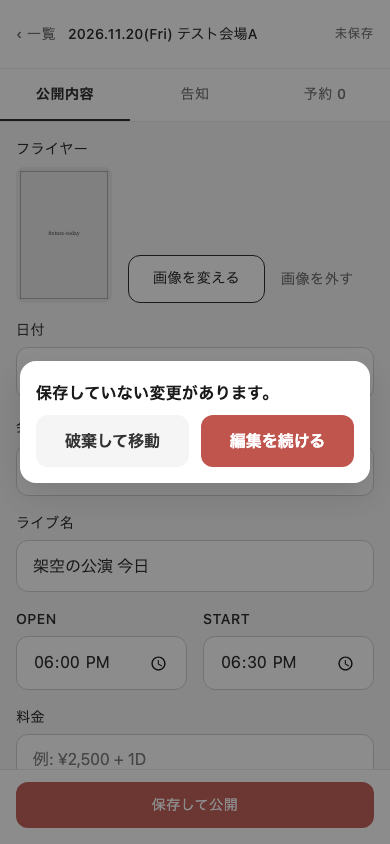 ‹ 一覧 2026.11.20(Fri) テスト会場A 未保存
公開内容 告知 予約 0
フライヤー
future today
画像を変える 画像を外す
日付
保存していない変更があります。
破棄して移動 編集を続ける
ライブ名
架空の公演 今日
OPEN START
06:00 PM 06:30 PM
料金
例: ¥2,500 + 1D
保存して公開